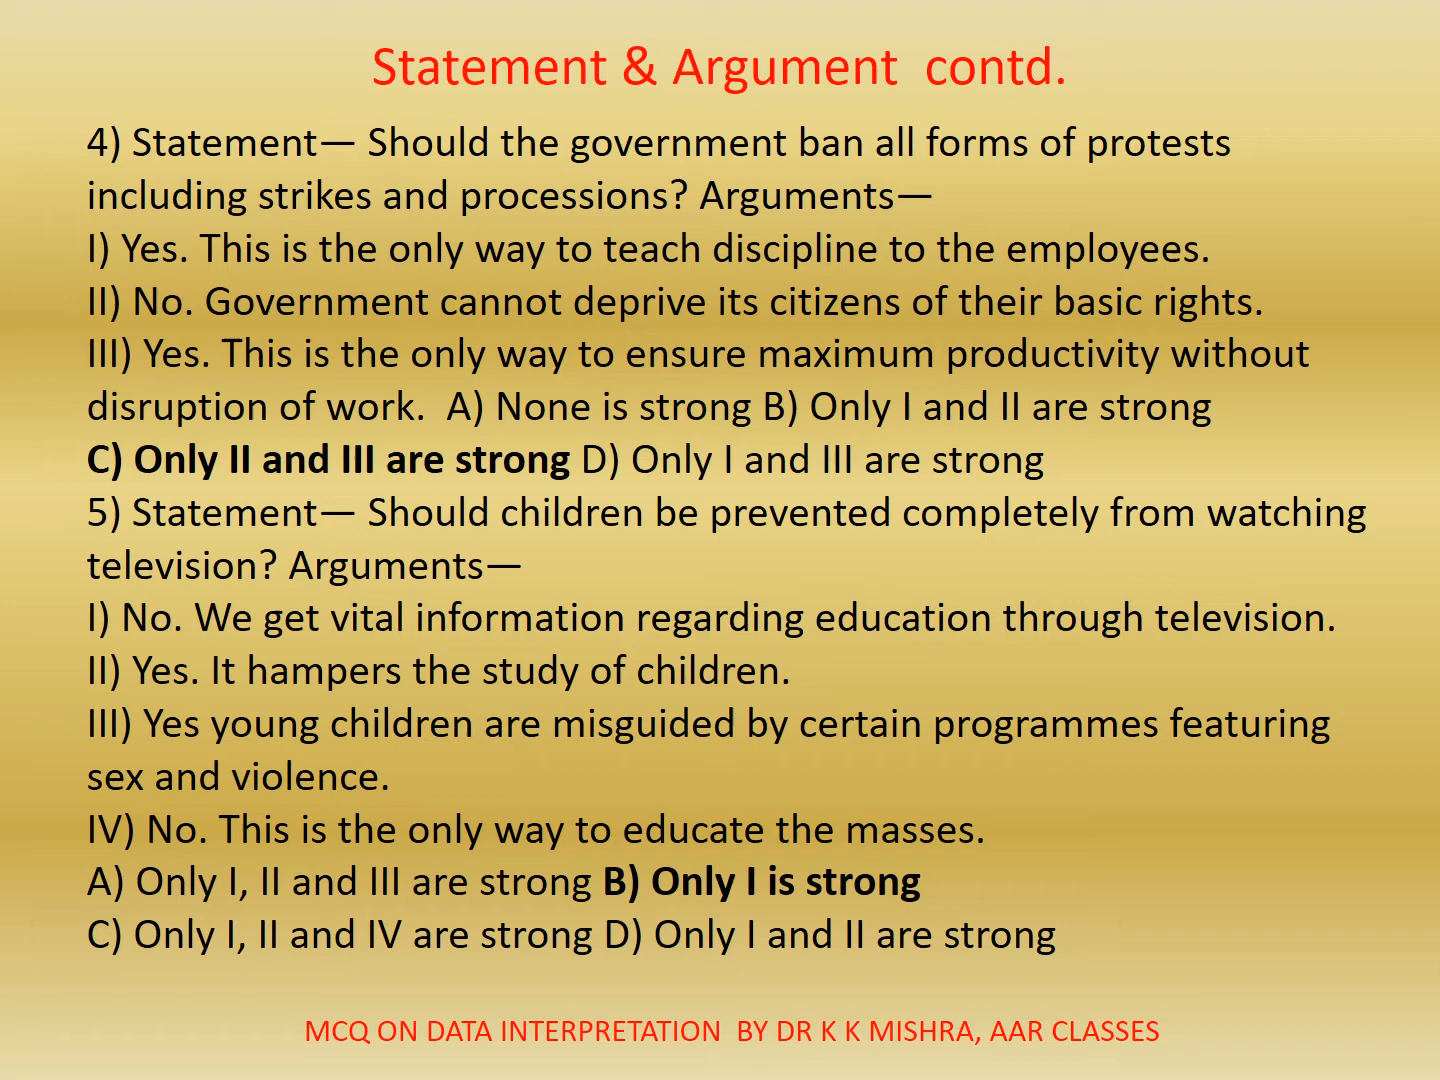 Statement & Argument contd.
4) Statement— Should the government ban all forms of protests
including strikes and processions? Arguments—
I) Yes. This is the only way to teach discipline to the employees.
II) No. Government cannot deprive its citizens of their basic rights.
III) Yes. This is the only way to ensure maximum productivity without
disruption of work. A) None is strong B) Only I and II are strong
C) Only II and III are strong D) Only I and III are strong
5) Statement— Should children be prevented completely from watching
television? Arguments—
I) No. We get vital information regarding education through television.
II) Yes. It hampers the study of children.
III) Yes young children are misguided by certain programmes featuring
sex and violence.
IV) No. This is the only way to educate the masses.
A) Only I, II and III are strong B) Only I is strong
C) Only I, II and IV are strong D) Only I and II are strong
MCQ ON DATA INTERPRETATION BY DR K K MISHRA, AAR CLASSES